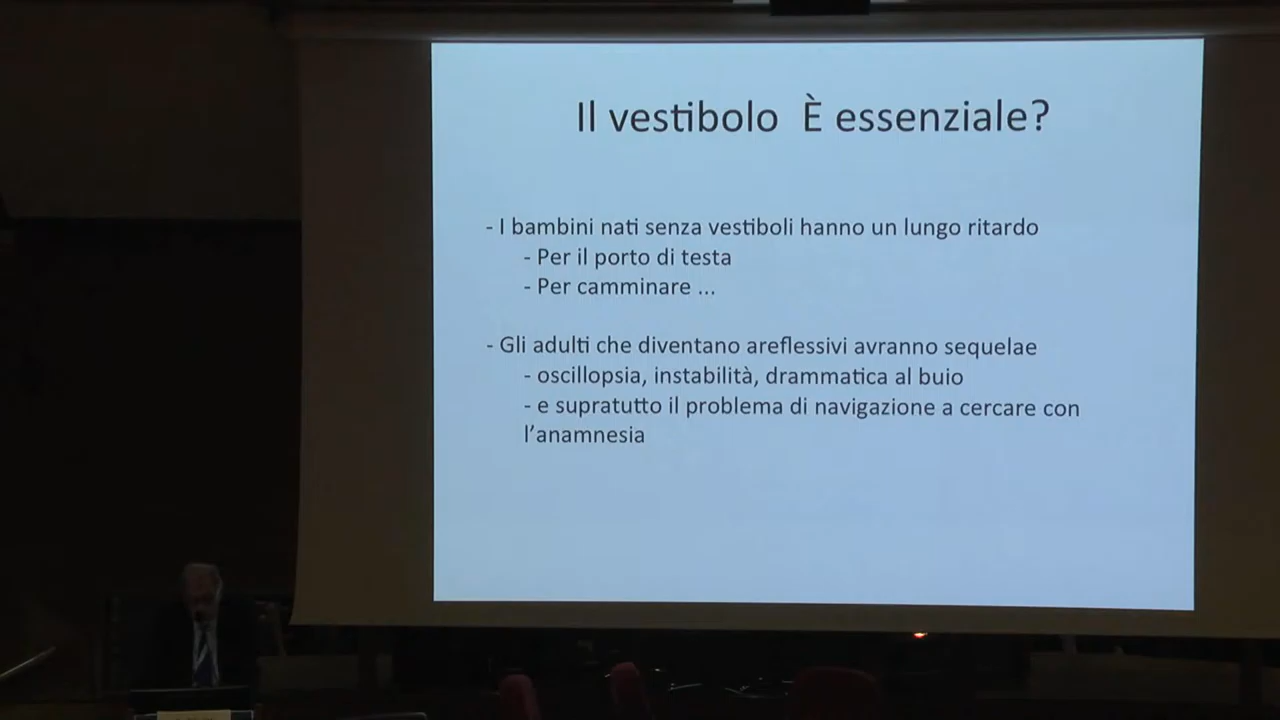 Il vestibolo È essenziale?
- I bambini nati senza vestiboli hanno un lungo ritardo
- Per il porto di testa
- Per camminare ...
- Gli adulti che diventano areflessivi avranno sequelae
- oscillopsia, instabilità, drammatica al buio
- e supratutto il problema di navigazione a cercare con
l'anamnesia